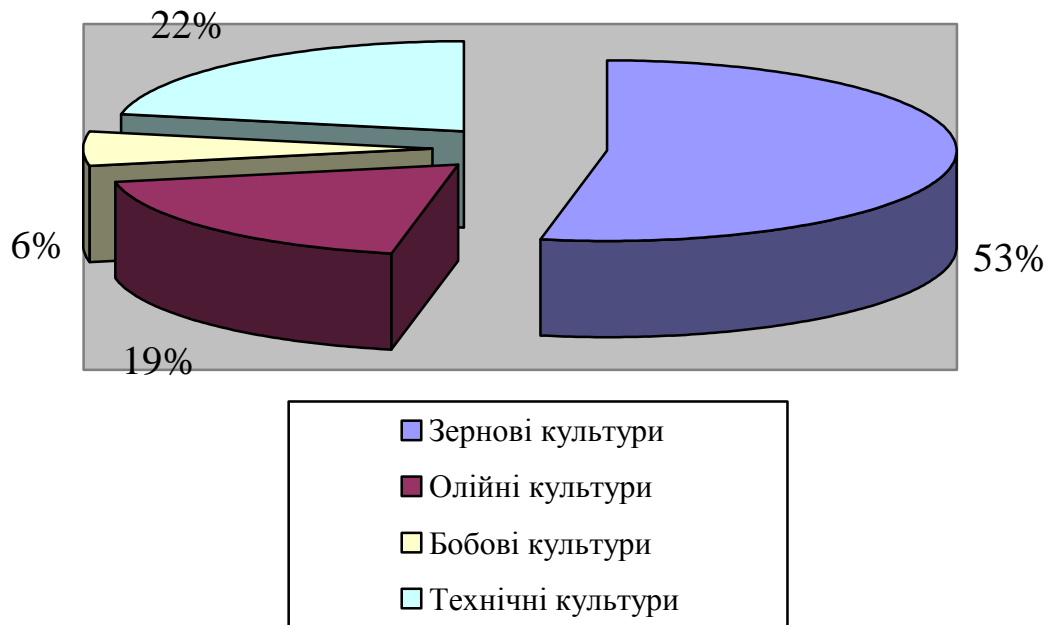 22%
6%
53%
19%
Зернові культури
Олійні культури
Бобові культури
Технічні культури